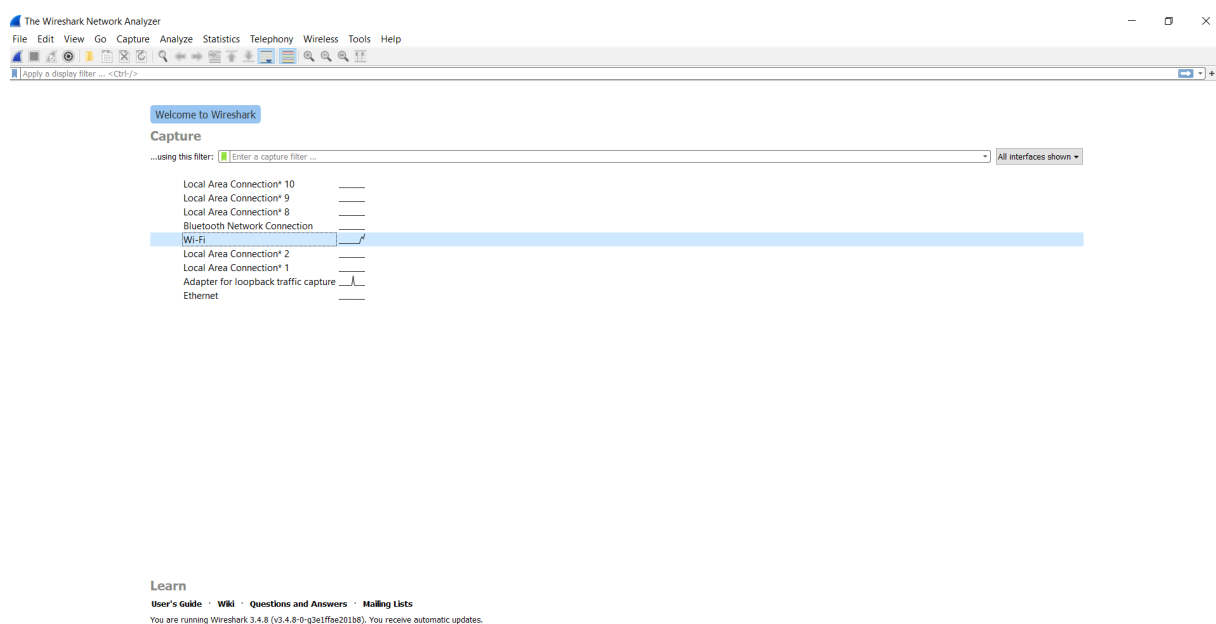 The Wireshark Network Analyzer
File Edit View Go Capture Analyze Statistics Telephony Wireless Tools Help
Apply a display filter ... <Ctrl-/>
Welcome to Wireshark
Capture
...using this filter: Enter a capture filter ... All interfaces shown
Local Area Connection* 10
Local Area Connection* 9
Local Area Connection* 8
Bluetooth Network Connection
Wi-Fi
Local Area Connection* 2
Local Area Connection* 1
Adapter for loopback traffic capture
Ethernet
Learn
User's Guide · Wiki · Questions and Answers · Mailing Lists
You are running Wireshark 3.4.8 (v3.4.8-0-g3e1ffae201b8). You receive automatic updates.